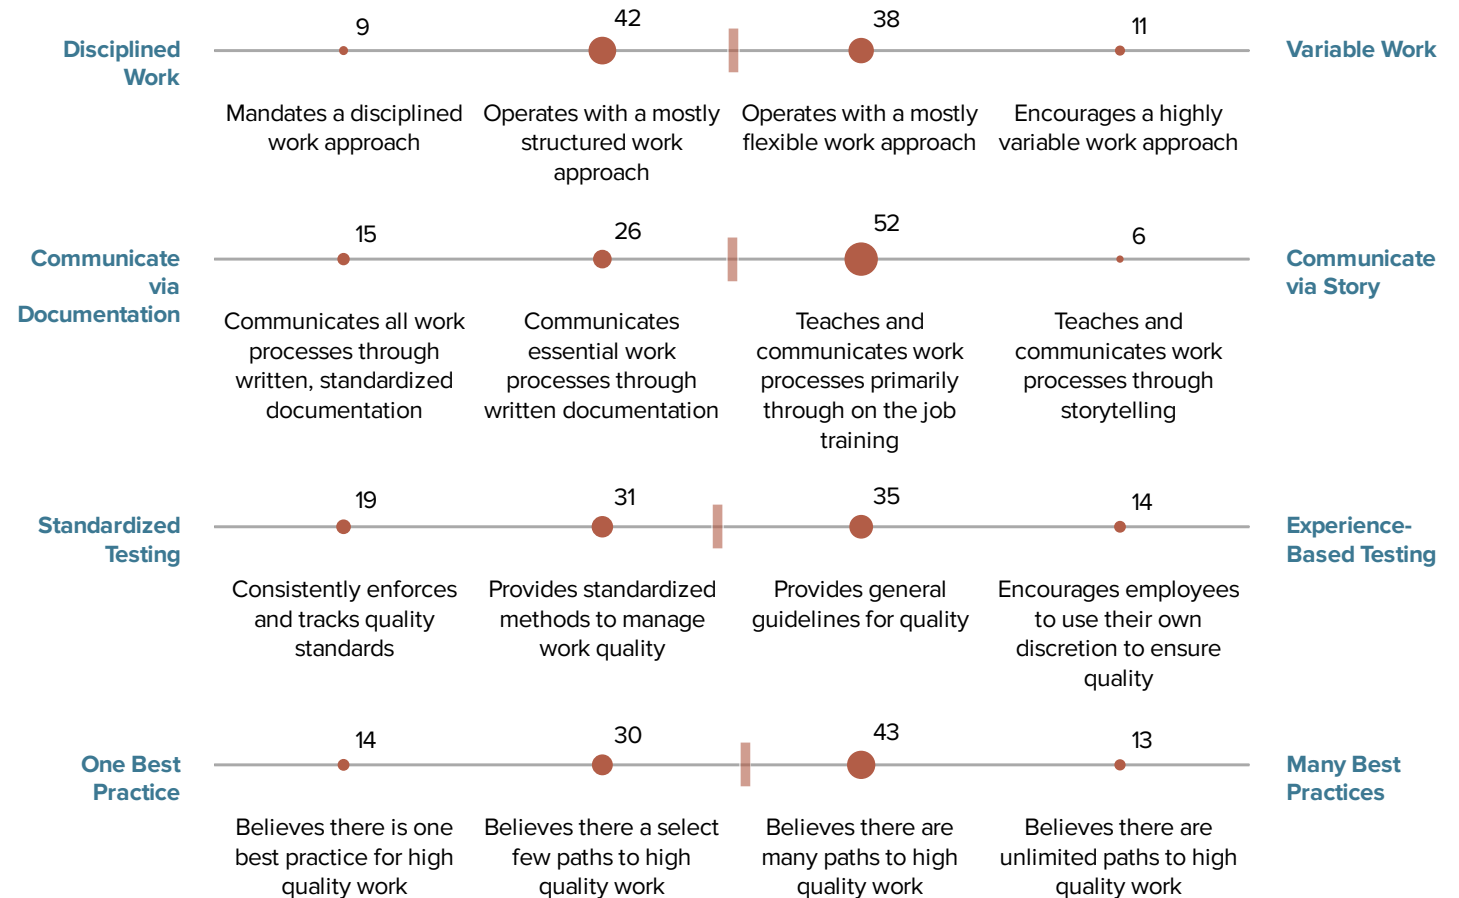 9
42
38
11
Disciplined
Work
Variable Work
Mandates a disciplined
work approach
Operates with a mostly
structured work
approach
Operates with a mostly
flexible work approach
Encourages a highly
variable work approach
15
26
52
6
Communicate
via
Documentation
Communicate
via Story
Communicates all work
processes through
written, standardized
documentation
Communicates
essential work
processes through
written documentation
Teaches and
communicates work
processes primarily
through on the job
training
Teaches and
communicates work
processes through
storytelling
19
31
35
14
Standardized
Testing
Experience-
Based Testing
Consistently enforces
and tracks quality
standards
Provides standardized
methods to manage
work quality
Provides general
guidelines for quality
Encourages employees
to use their own
discretion to ensure
quality
14
30
43
13
One Best
Practice
Many Best
Practices
Believes there is one
best practice for high
quality work
Believes there a select
few paths to high
quality work
Believes there are
many paths to high
quality work
Believes there are
unlimited paths to high
quality work